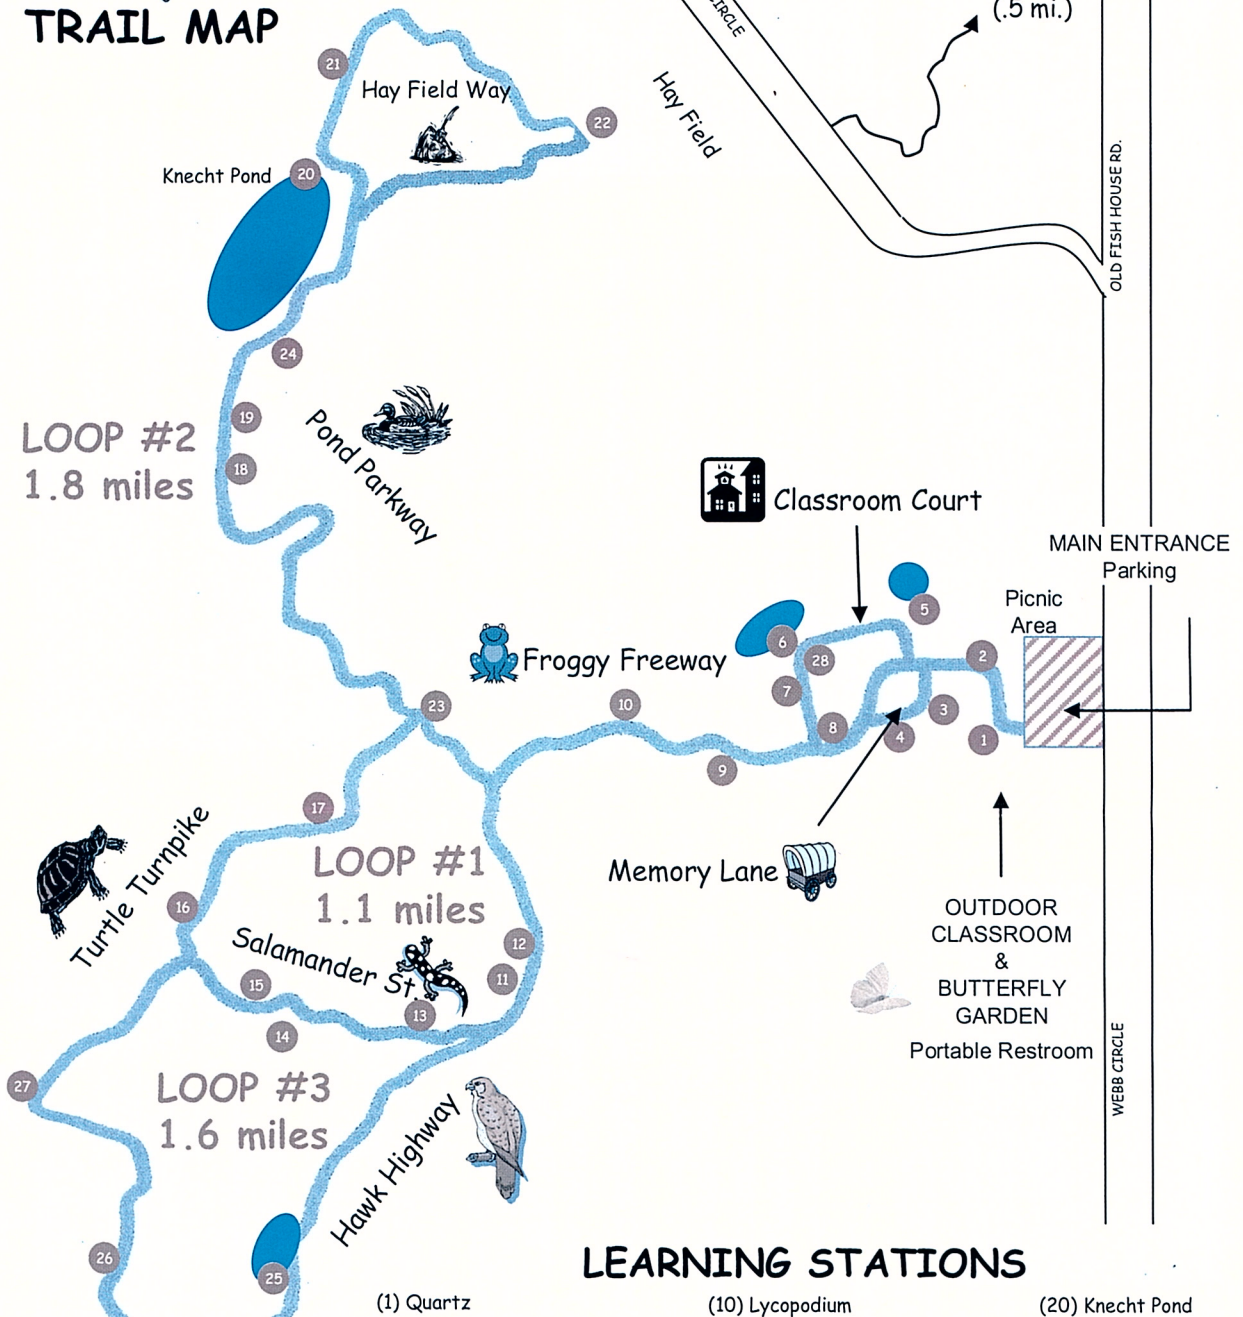 TRAIL MAP
(.5 mi.)
CIRCLE
21
Hay Field Way
Hay Field
22
Knecht Pond
20
OLD FISH HOUSE RD.
24
19
LOOP #2
1.8 miles
18
Pond Parkway
Classroom Court
MAIN ENTRANCE
Parking
Picnic
Area
5
6
28
2
Froggy Freeway
7
23
10
3
8
4
1
9
17
Turtle Turnpike
LOOP #1
1.1 miles
Memory Lane
16
Salamander St.
12
11
15
13
14
OUTDOOR
CLASSROOM
&
BUTTERFLY
GARDEN
Portable Restroom
WEBB CIRCLE
27
LOOP #3
1.6 miles
Hawk Highway
26
25
LEARNING STATIONS
(1) Quartz
(10) Lycopodium
(20) Knecht Pond